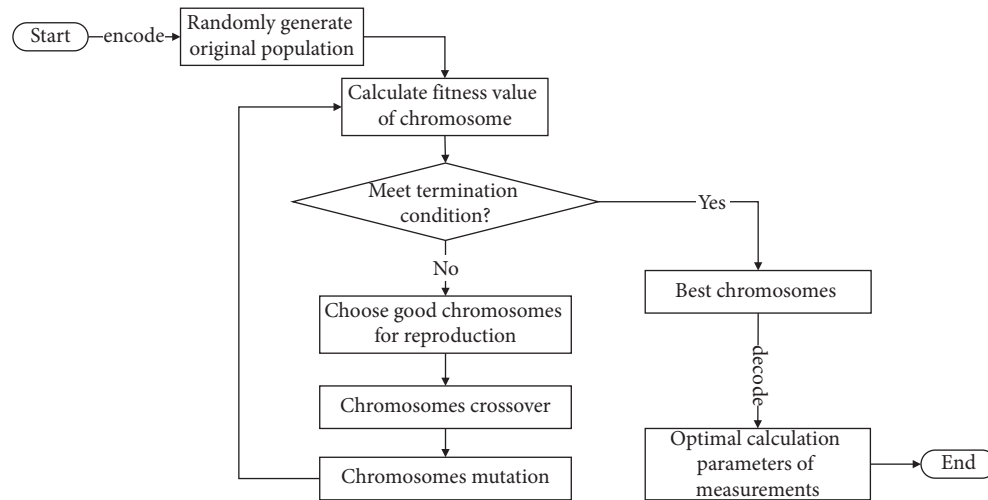 Start
encode
Randomly generate
original population
Calculate fitness value
of chromosome
Meet termination
condition?
Yes
No
Choose good chromosomes
for reproduction
Chromosomes crossover
Chromosomes mutation
Best chromosomes
decode
Optimal calculation
parameters of
measurements
End